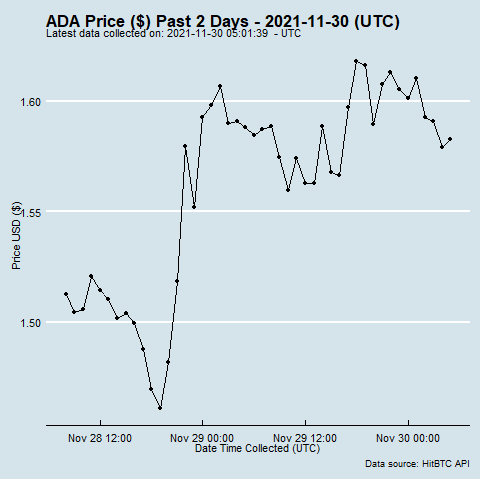 ADA Price ($) Past 2 Days - 2021-11-30 (UTC)
Latest data collected on: 2021-11-30 05:01:39 - UTC
1.60
1.55
1.50
Price USD ($)
Nov 28 12:00 Nov 29 00:00 Nov 29 12:00 Nov 30 00:00
Date Time Collected (UTC)
Data source: HitBTC API